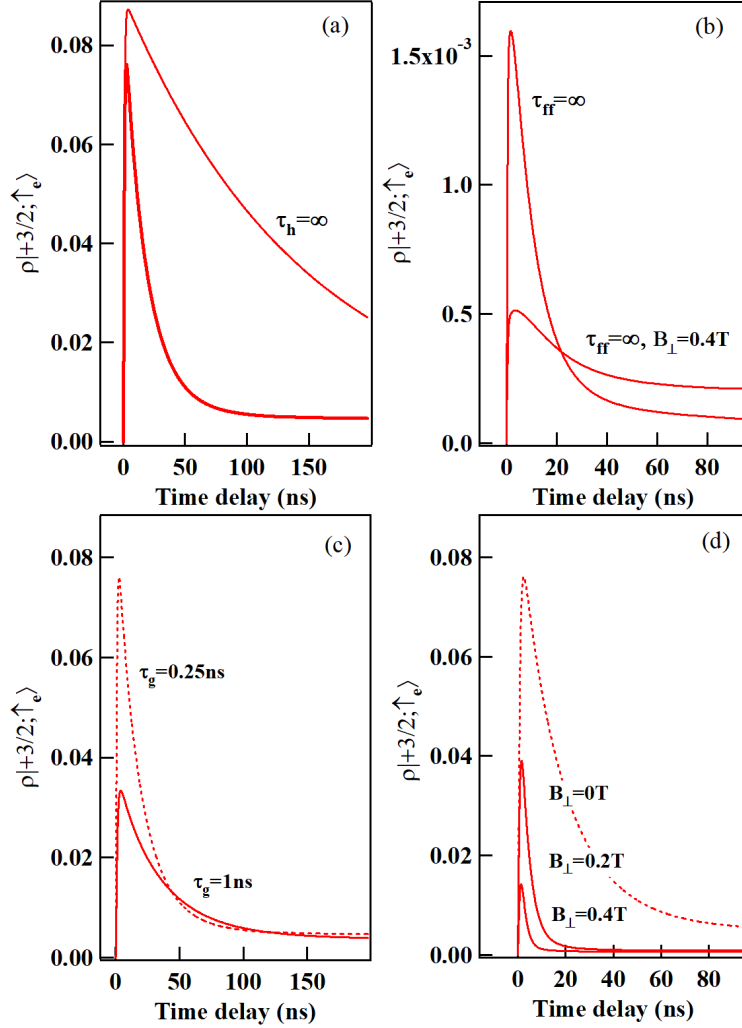 (a)
0.08
0.06
0.04
0.02
0.00
ρ|+3/2;↑e⟩
τh=∞
0
50
100
150
Time delay (ns)
(b)
1.5x10-3
1.0
0.5
0.0
ρ|+3/2;↑e⟩
τff=∞
τff=∞, B⊥=0.4T
0
20
40
60
80
Time delay (ns)
(c)
0.08
0.06
0.04
0.02
0.00
ρ|+3/2;↑e⟩
τg=0.25ns
τg=1ns
0
50
100
150
Time delay (ns)
(d)
0.08
0.06
0.04
0.02
0.00
ρ|+3/2;↑e⟩
B⊥=0T
B⊥=0.2T
B⊥=0.4T
0
20
40
60
80
Time delay (ns)